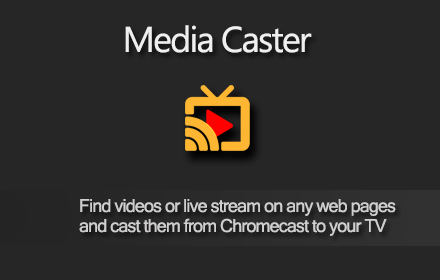 Media Caster
Find videos or live stream on any web pages
and cast them from Chromecast to your TV